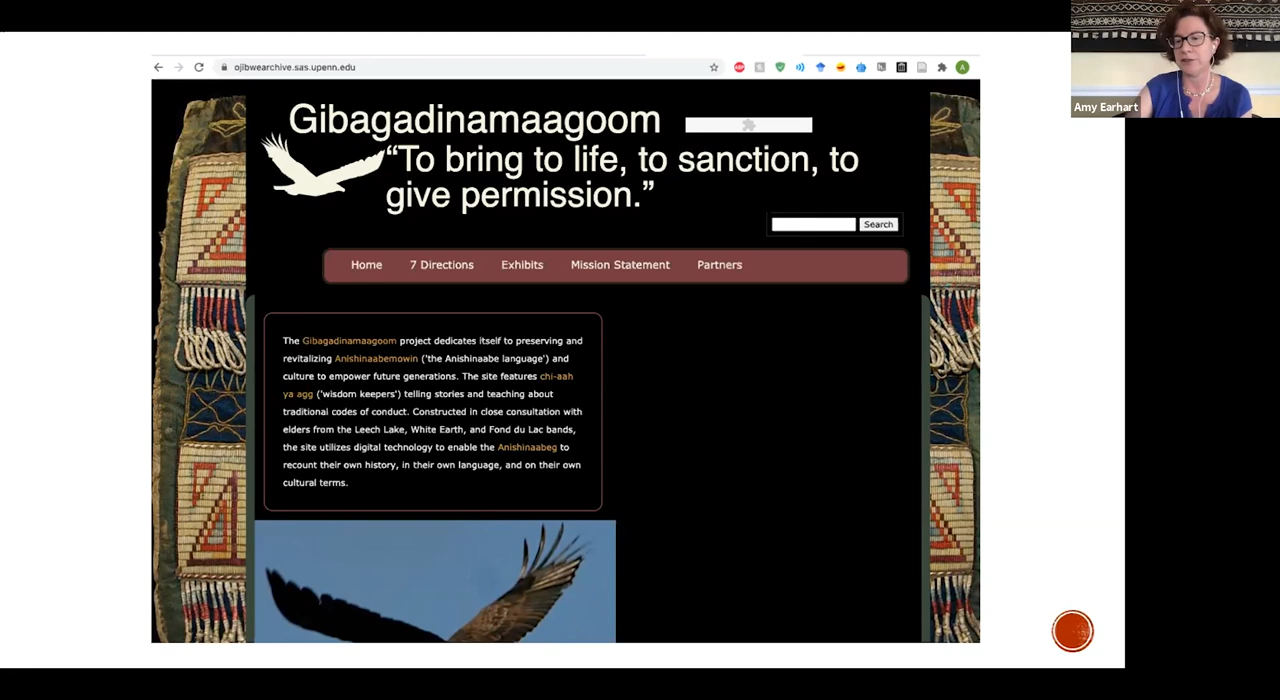 ojibwearchive.sas.upenn.edu
Amy Earhart
Gibagadinamaagoom
“To bring to life, to sanction, to
give permission.”
Search
Home 7 Directions Exhibits Mission Statement Partners
The Gibagadinamaagoom project dedicates itself to preserving and
revitalizing Anishinaabemowin ('the Anishinaabe language') and
culture to empower future generations. The site features chi-aah
ya agg ('wisdom keepers') telling stories and teaching about
traditional codes of conduct. Constructed in close consultation with
elders from the Leech Lake, White Earth, and Fond du Lac bands,
the site utilizes digital technology to enable the Anishinaabeg to
recount their own history, in their own language, and on their own
cultural terms.